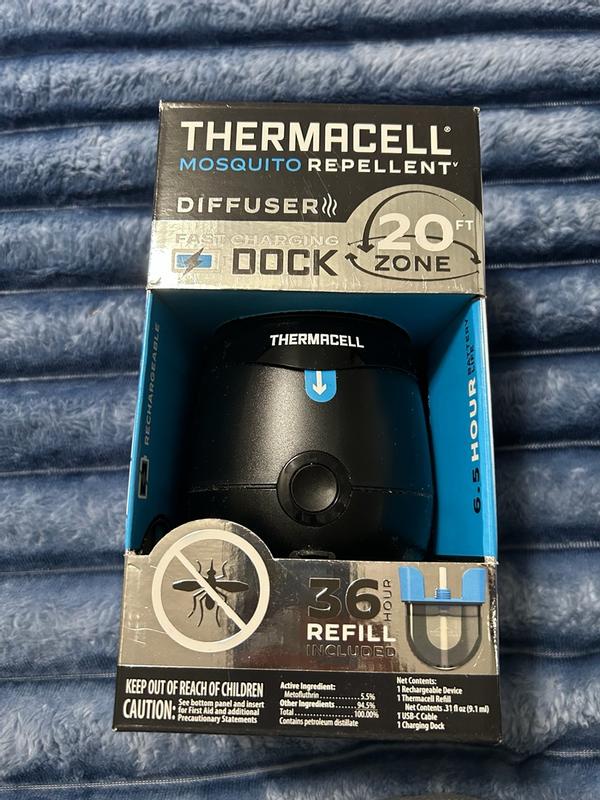 THERMACELL®
MOSQUITO REPELLENT
DIFFUSER
20 FT
ZONE
FAST CHARGING
DOCK
RECHARGEABLE
THERMACELL
6.5 HOUR BATTERY LIFE
36 HOUR
REFILL
INCLUDED
KEEP OUT OF REACH OF CHILDREN
CAUTION: See bottom panel and insert
for First Aid and additional
Precautionary Statements
Active Ingredient:
Metofluthrin..........5.5%
Other Ingredients..........94.5%
Total..........100.00%
Contains petroleum distillate
Net Contents:
1 Rechargeable Device
1 Thermacell Refill
Net Contents .31 fl oz (9.1 ml)
1 USB-C Cable
1 Charging Dock